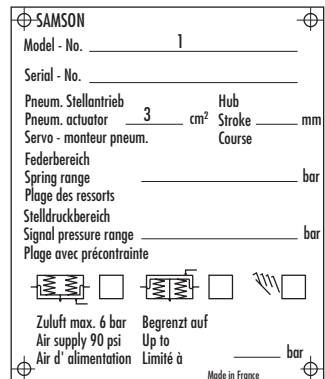 SAMSON
Model - No. 1
Serial - No.
Pneum. Stellantrieb Hub
Pneum. actuator 3 cm² Stroke mm
Servo - monteur pneum. Course
Federbereich
Spring range bar
Plage des ressorts
Stelldruckbereich
Signal pressure range bar
Plage avec précontrainte
Zuluft max. 6 bar Begrenzt auf
Air supply 90 psi Up to
Air d' alimentation Limité à bar
Made in France